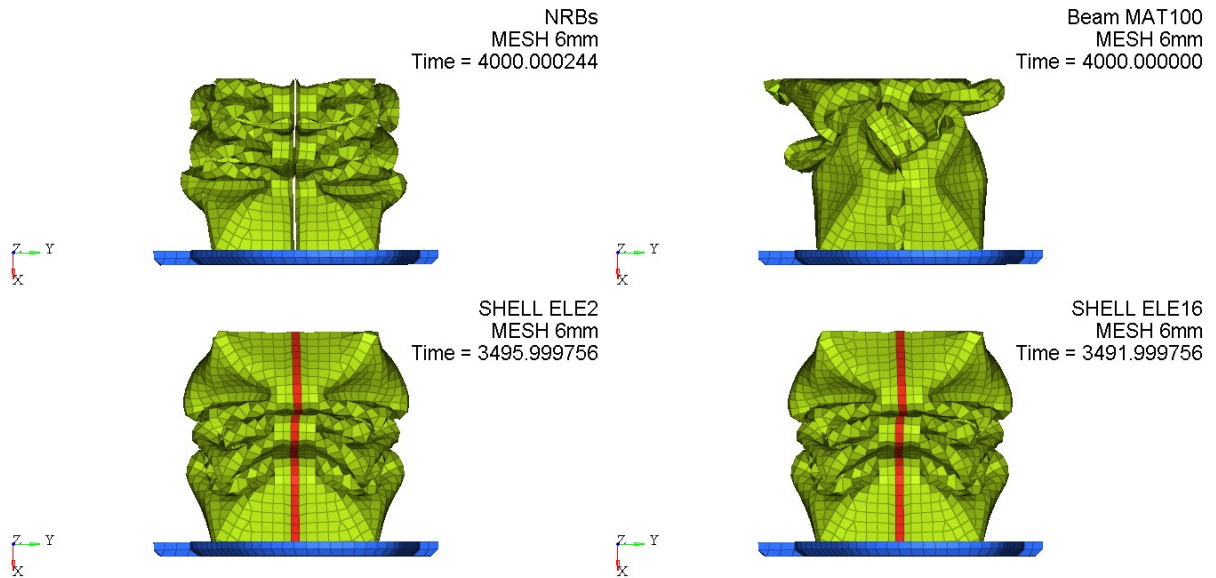 NRBs
MESH 6mm
Time = 4000.000244
Z Y
X
Beam MAT100
MESH 6mm
Time = 4000.000000
Z Y
X
SHELL ELE2
MESH 6mm
Time = 3495.999756
Z Y
X
SHELL ELE16
MESH 6mm
Time = 3491.999756
Z Y
X